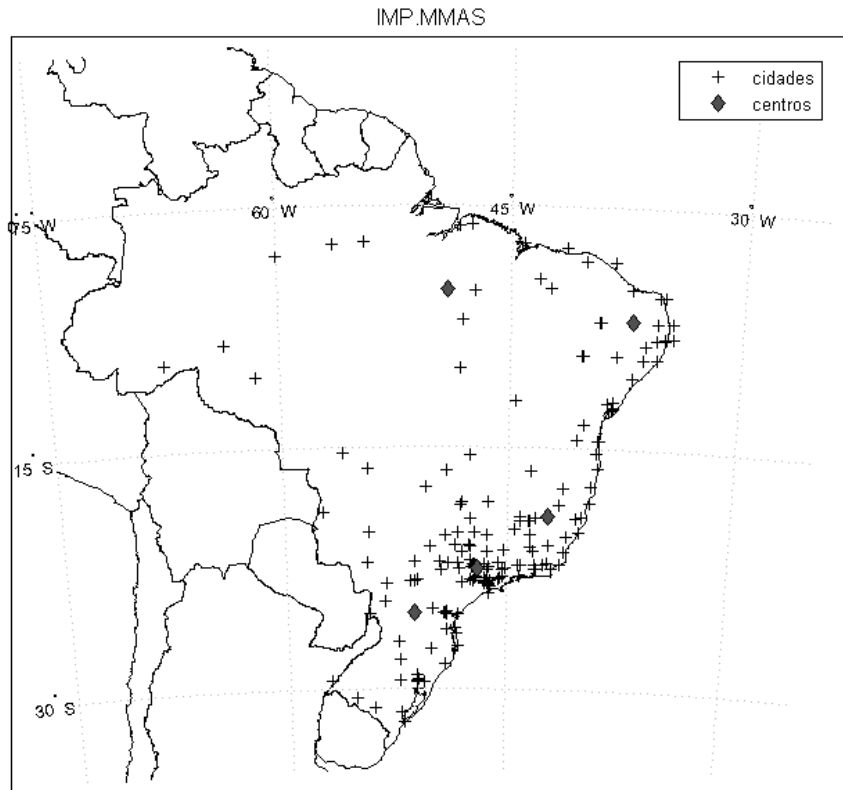 IMP.MMAS
cidades
centros
75° W
60° W
45° W
30° W
15° S
30° S